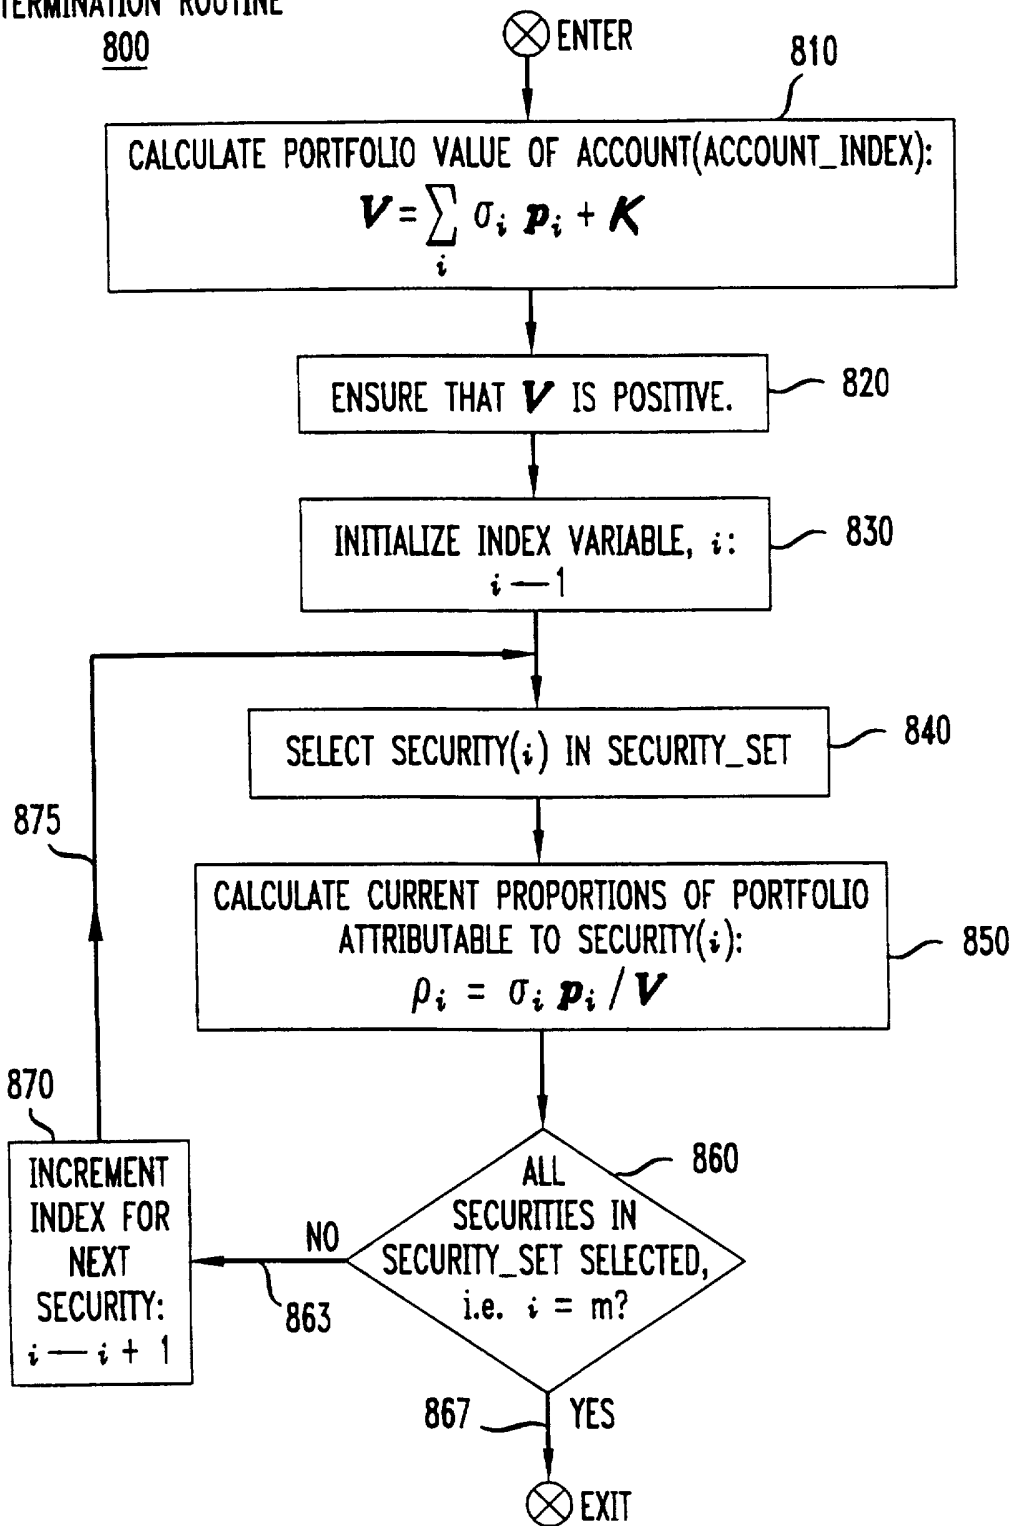 TERMINATION ROUTINE
800
ENTER
810
CALCULATE PORTFOLIO VALUE OF ACCOUNT(ACCOUNT_INDEX):
V = ∑ σi pi + K
i
ENSURE THAT V IS POSITIVE.
820
INITIALIZE INDEX VARIABLE, i:
i — 1
830
SELECT SECURITY(i) IN SECURITY_SET
840
875
CALCULATE CURRENT PROPORTIONS OF PORTFOLIO
ATTRIBUTABLE TO SECURITY(i):
ρi = σi pi / V
850
870
INCREMENT
INDEX FOR
NEXT
SECURITY:
i — i + 1
NO
863
ALL
SECURITIES IN
SECURITY_SET SELECTED,
i.e. i = m?
860
867
YES
EXIT